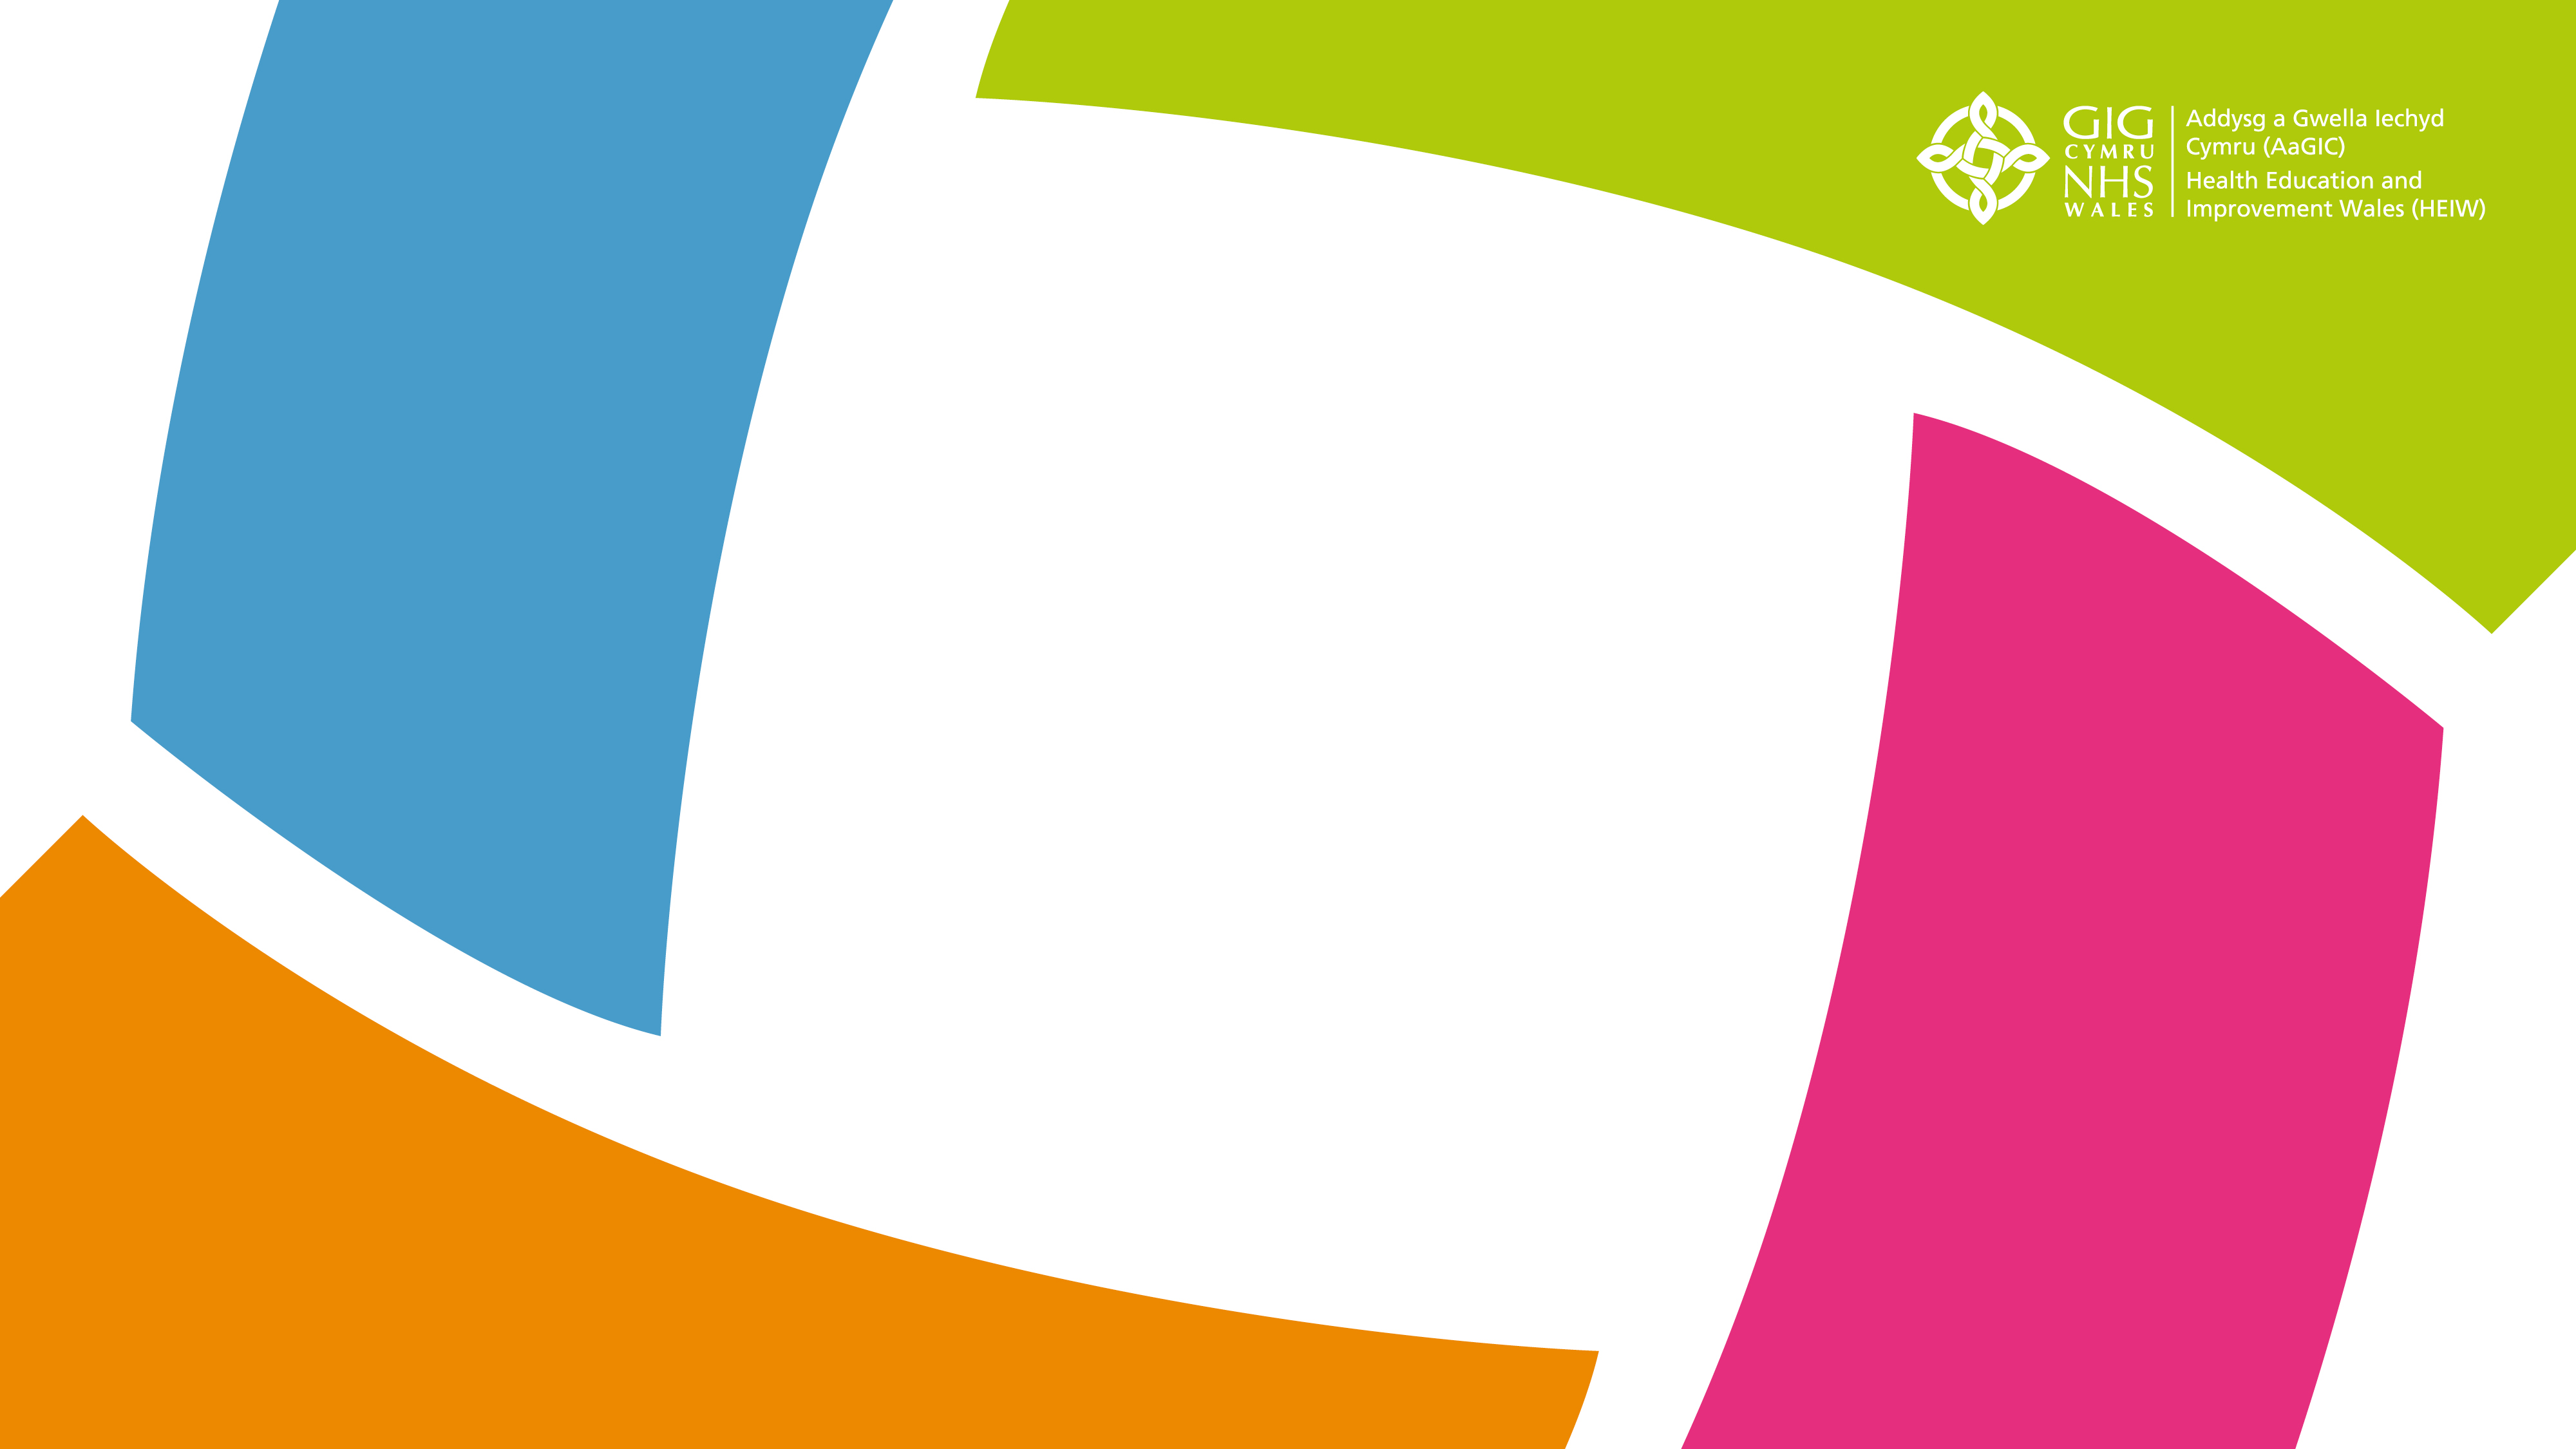 GIG
CYMRU
NHS
WALES
Addysg a Gwella Iechyd
Cymru (AaGIC)
Health Education and
Improvement Wales (HEIW)